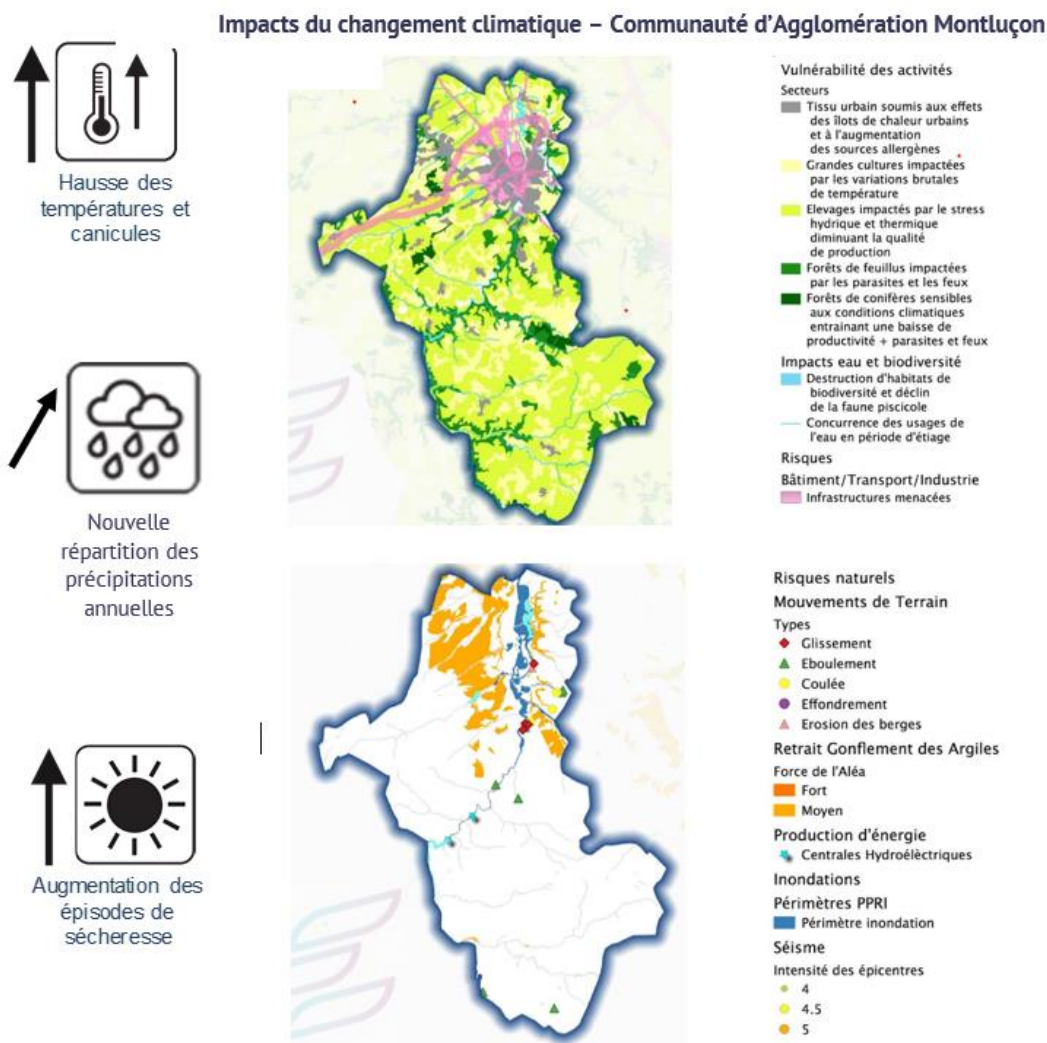 Impacts du changement climatique – Communauté d'Agglomération Montluçon
Hausse des
températures et
canicules
Nouvelle
répartition des
précipitations
annuelles
Augmentation des
épisodes de
sécheresse
Vulnérabilité des activités
Secteurs
Tissu urbain soumis aux effets
des îlots de chaleur urbains
et à l'augmentation
des sources allergènes
Grandes cultures impactées
par les variations brutales
de température
Elevages impactés par le stress
hydrique et thermique
diminuant la qualité
de production
Forêts de feuillus impactées
par les parasites et les feux
Forêts de conifères sensibles
aux conditions climatiques
entrainant une baisse de
productivité + parasites et feux
Impacts eau et biodiversité
Destruction d'habitats de
biodiversité et déclin
de la faune piscicole
Concurrence des usages de
l'eau en période d'étiage
Risques
Bâtiment/Transport/Industrie
Infrastructures menacées
Risques naturels
Mouvements de Terrain
Types
Glissement
Eboulement
Coulée
Effondrement
Erosion des berges
Retrait Gonflement des Argiles
Force de l'Aléa
Fort
Moyen
Production d'énergie
Centrales Hydroélèctriques
Inondations
Périmètres PPRI
Périmètre inondation
Séisme
Intensité des épicentres
4
4.5
5